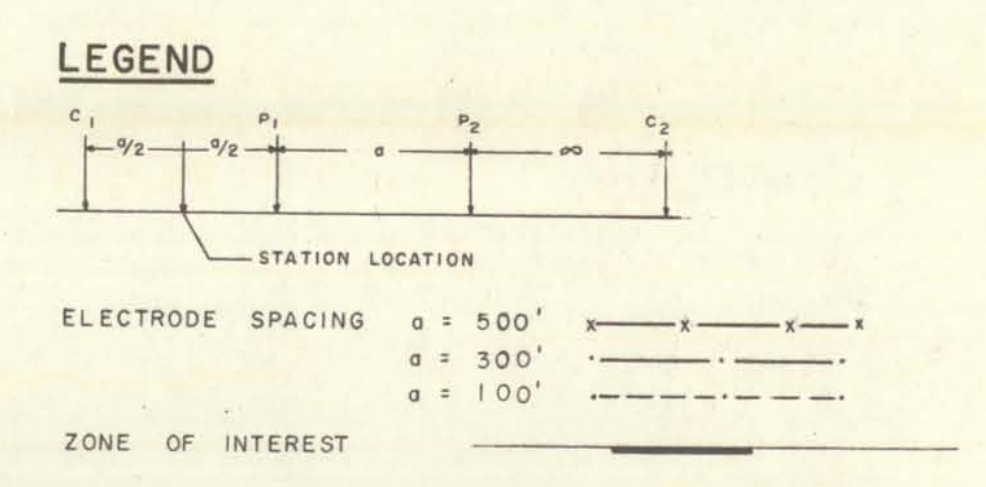 LEGEND
C1 P1 P2 C2
a/2 a/2 a ∞
STATION LOCATION
ELECTRODE SPACING a = 500' x x x x
a = 300'
a = 100'
ZONE OF INTEREST